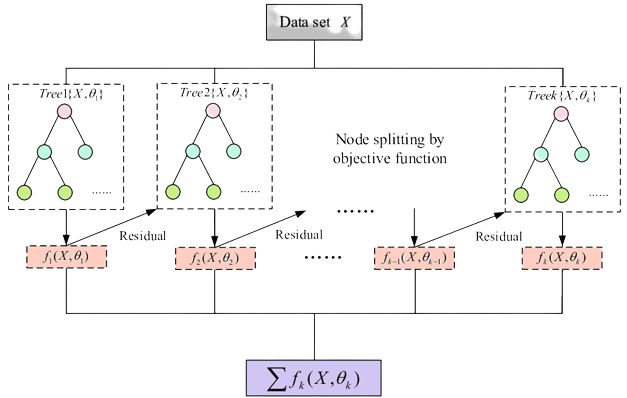 Data set X
Tree1{X,θ₁}
Tree2{X,θ₂}
Treek{X,θₖ}
Node splitting by
objective function
......
......
......
......
Residual
Residual
Residual
f₁(X,θ₁)
f₂(X,θ₂)
......
fₖ₋₁(X,θₖ₋₁)
fₖ(X,θₖ)
∑fₖ(X,θₖ)